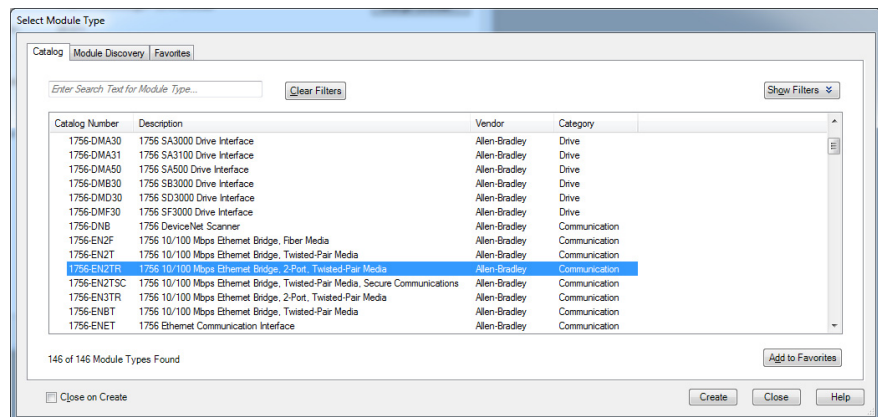 Select Module Type
Catalog Module Discovery Favorites
Enter Search Text for Module Type... Clear Filters Show Filters
Catalog Number Description Vendor Category
1756-DMA30 1756 SA3000 Drive Interface Allen-Bradley Drive
1756-DMA31 1756 SA3100 Drive Interface Allen-Bradley Drive
1756-DMA50 1756 SA500 Drive Interface Allen-Bradley Drive
1756-DMB30 1756 SB3000 Drive Interface Allen-Bradley Drive
1756-DMD30 1756 SD3000 Drive Interface Allen-Bradley Drive
1756-DMF30 1756 SF3000 Drive Interface Allen-Bradley Drive
1756-DNB 1756 DeviceNet Scanner Allen-Bradley Communication
1756-EN2F 1756 10/100 Mbps Ethernet Bridge, Fiber Media Allen-Bradley Communication
1756-EN2T 1756 10/100 Mbps Ethernet Bridge, Twisted-Pair Media Allen-Bradley Communication
1756-EN2TR 1756 10/100 Mbps Ethernet Bridge, 2-Port, Twisted-Pair Media Allen-Bradley Communication
1756-EN2TSC 1756 10/100 Mbps Ethernet Bridge, Twisted-Pair Media, Secure Communications Allen-Bradley Communication
1756-EN3TR 1756 10/100 Mbps Ethernet Bridge, 2-Port, Twisted-Pair Media Allen-Bradley Communication
1756-ENBT 1756 10/100 Mbps Ethernet Bridge, Twisted-Pair Media Allen-Bradley Communication
1756-ENET 1756 Ethernet Communication Interface Allen-Bradley Communication
146 of 146 Module Types Found Add to Favorites
Close on Create Create Close Help